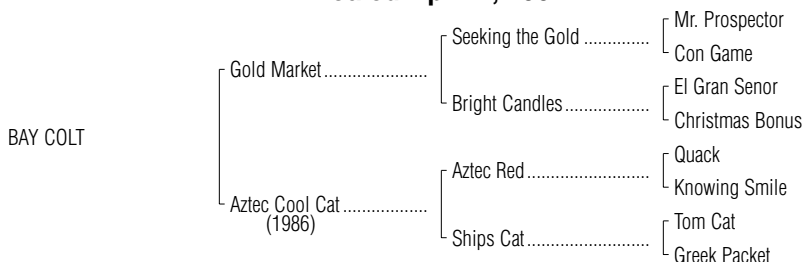 Mr. Prospector
Seeking the Gold
Con Game
Gold Market
El Gran Senor
Bright Candles
Christmas Bonus
BAY COLT
Quack
Aztec Red
Knowing Smile
Aztec Cool Cat
(1986)
Tom Cat
Ships Cat
Greek Packet